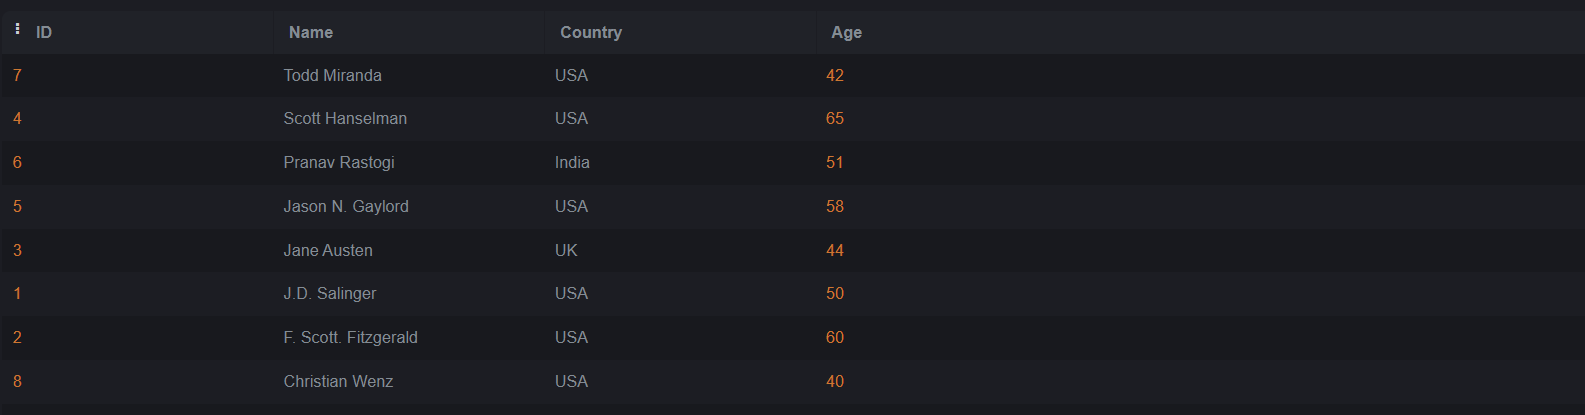 ID Name Country Age
7 Todd Miranda USA 42
4 Scott Hanselman USA 65
6 Pranav Rastogi India 51
5 Jason N. Gaylord USA 58
3 Jane Austen UK 44
1 J.D. Salinger USA 50
2 F. Scott. Fitzgerald USA 60
8 Christian Wenz USA 40